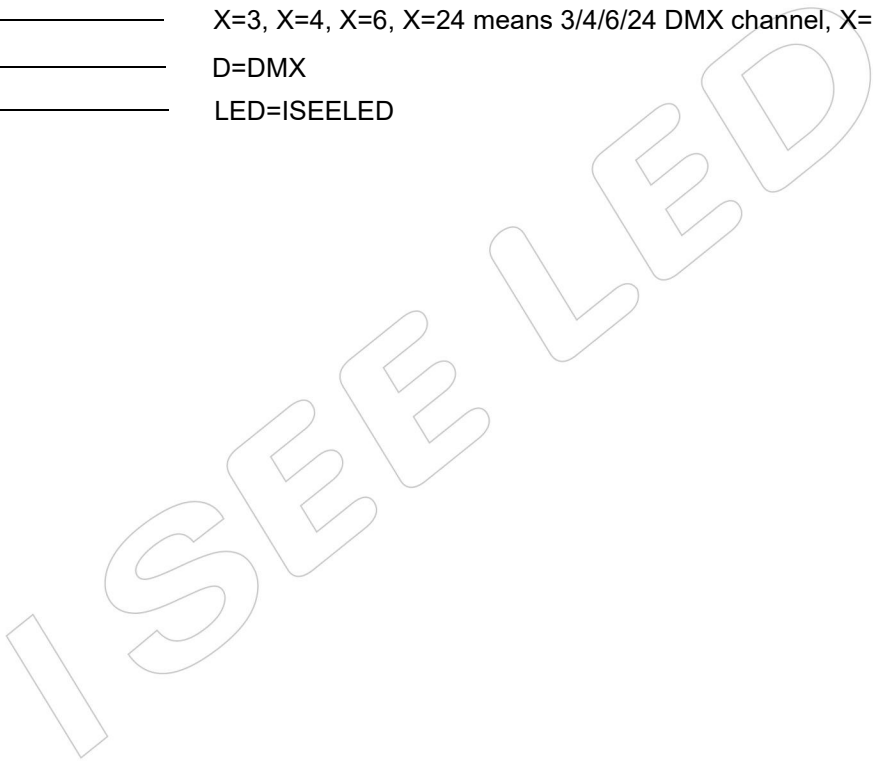 X=3, X=4, X=6, X=24 means 3/4/6/24 DMX channel, X=
D=DMX
LED=ISEELED
ISEE LED